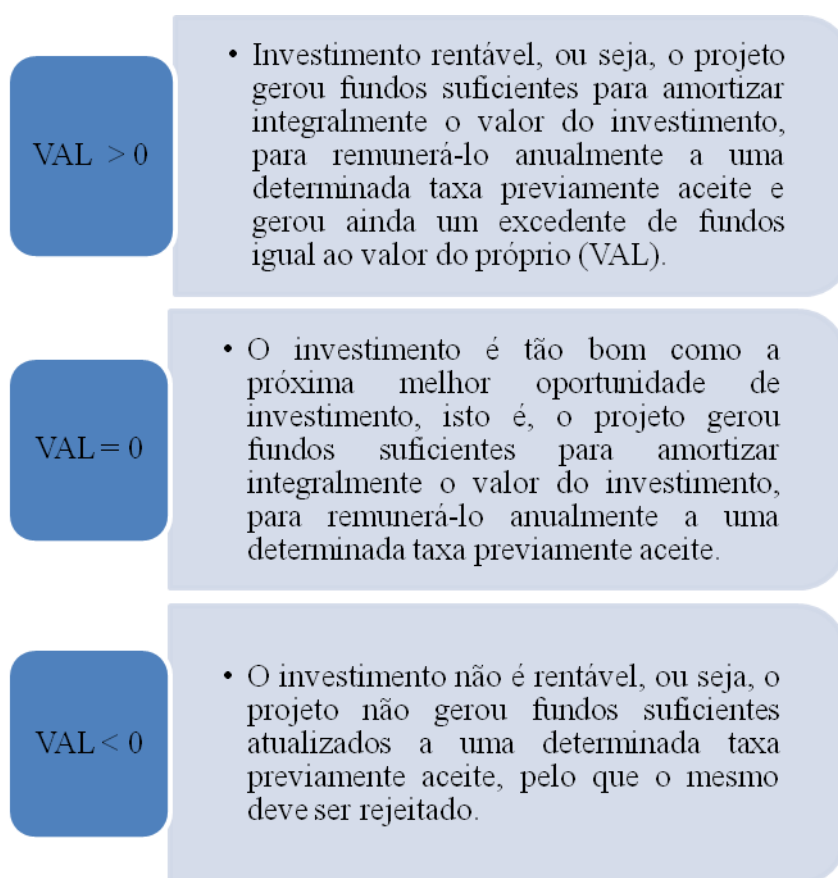 VAL > 0
• Investimento rentável, ou seja, o projeto
gerou fundos suficientes para amortizar
integralmente o valor do investimento,
para remunerá-lo anualmente a uma
determinada taxa previamente aceite e
gerou ainda um excedente de fundos
igual ao valor do próprio (VAL).
VAL = 0
• O investimento é tão bom como a
próxima melhor oportunidade de
investimento, isto é, o projeto gerou
fundos suficientes para amortizar
integralmente o valor do investimento,
para remunerá-lo anualmente a uma
determinada taxa previamente aceite.
VAL < 0
• O investimento não é rentável, ou seja, o
projeto não gerou fundos suficientes
atualizados a uma determinada taxa
previamente aceite, pelo que o mesmo
deve ser rejeitado.